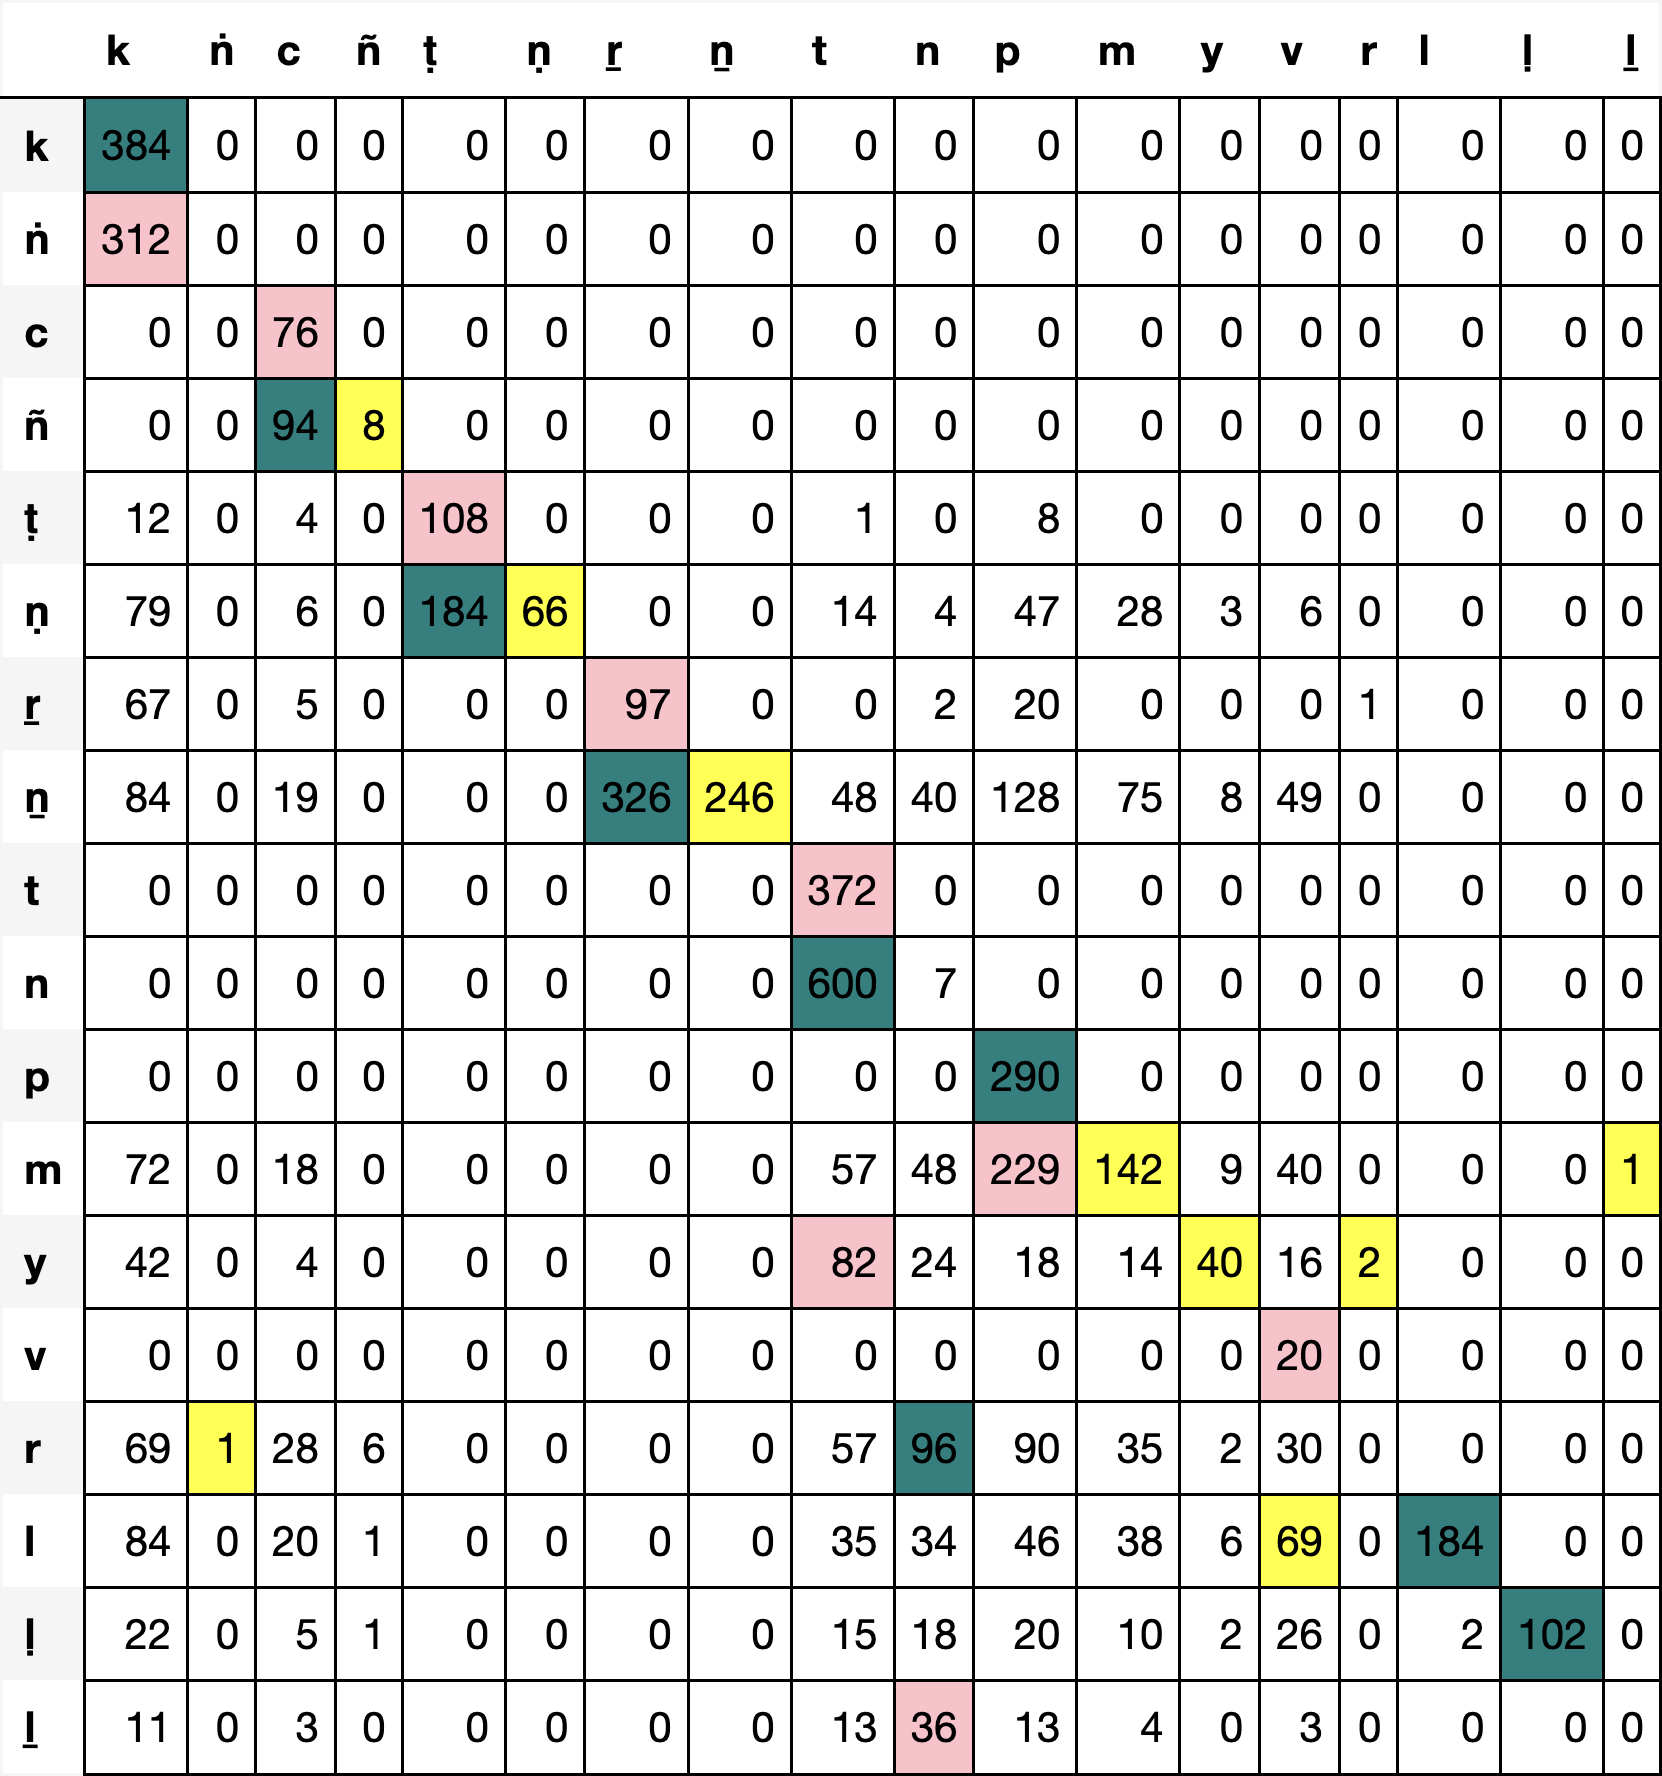 k ṅ c ñ ṭ ṇ ṟ ṉ t n p m y v r l ḷ ḻ
k 384 0 0 0 0 0 0 0 0 0 0 0 0 0 0 0 0 0
ṅ 312 0 0 0 0 0 0 0 0 0 0 0 0 0 0 0 0 0
c 0 0 76 0 0 0 0 0 0 0 0 0 0 0 0 0 0 0
ñ 0 0 94 8 0 0 0 0 0 0 0 0 0 0 0 0 0 0
ṭ 12 0 4 0 108 0 0 0 1 0 8 0 0 0 0 0 0 0
ṇ 79 0 6 0 184 66 0 0 14 4 47 28 3 6 0 0 0 0
ṟ 67 0 5 0 0 0 97 0 0 2 20 0 0 0 1 0 0 0
ṉ 84 0 19 0 0 0 326 246 48 40 128 75 8 49 0 0 0 0
t 0 0 0 0 0 0 0 0 372 0 0 0 0 0 0 0 0 0
n 0 0 0 0 0 0 0 0 600 7 0 0 0 0 0 0 0 0
p 0 0 0 0 0 0 0 0 0 0 290 0 0 0 0 0 0 0
m 72 0 18 0 0 0 0 0 57 48 229 142 9 40 0 0 0 1
y 42 0 4 0 0 0 0 0 82 24 18 14 40 16 2 0 0 0
v 0 0 0 0 0 0 0 0 0 0 0 0 0 20 0 0 0 0
r 69 1 28 6 0 0 0 0 57 96 90 35 2 30 0 0 0 0
l 84 0 20 1 0 0 0 0 35 34 46 38 6 69 0 184 0 0
ḷ 22 0 5 1 0 0 0 0 15 18 20 10 2 26 0 2 102 0
ḻ 11 0 3 0 0 0 0 0 13 36 13 4 0 3 0 0 0 0